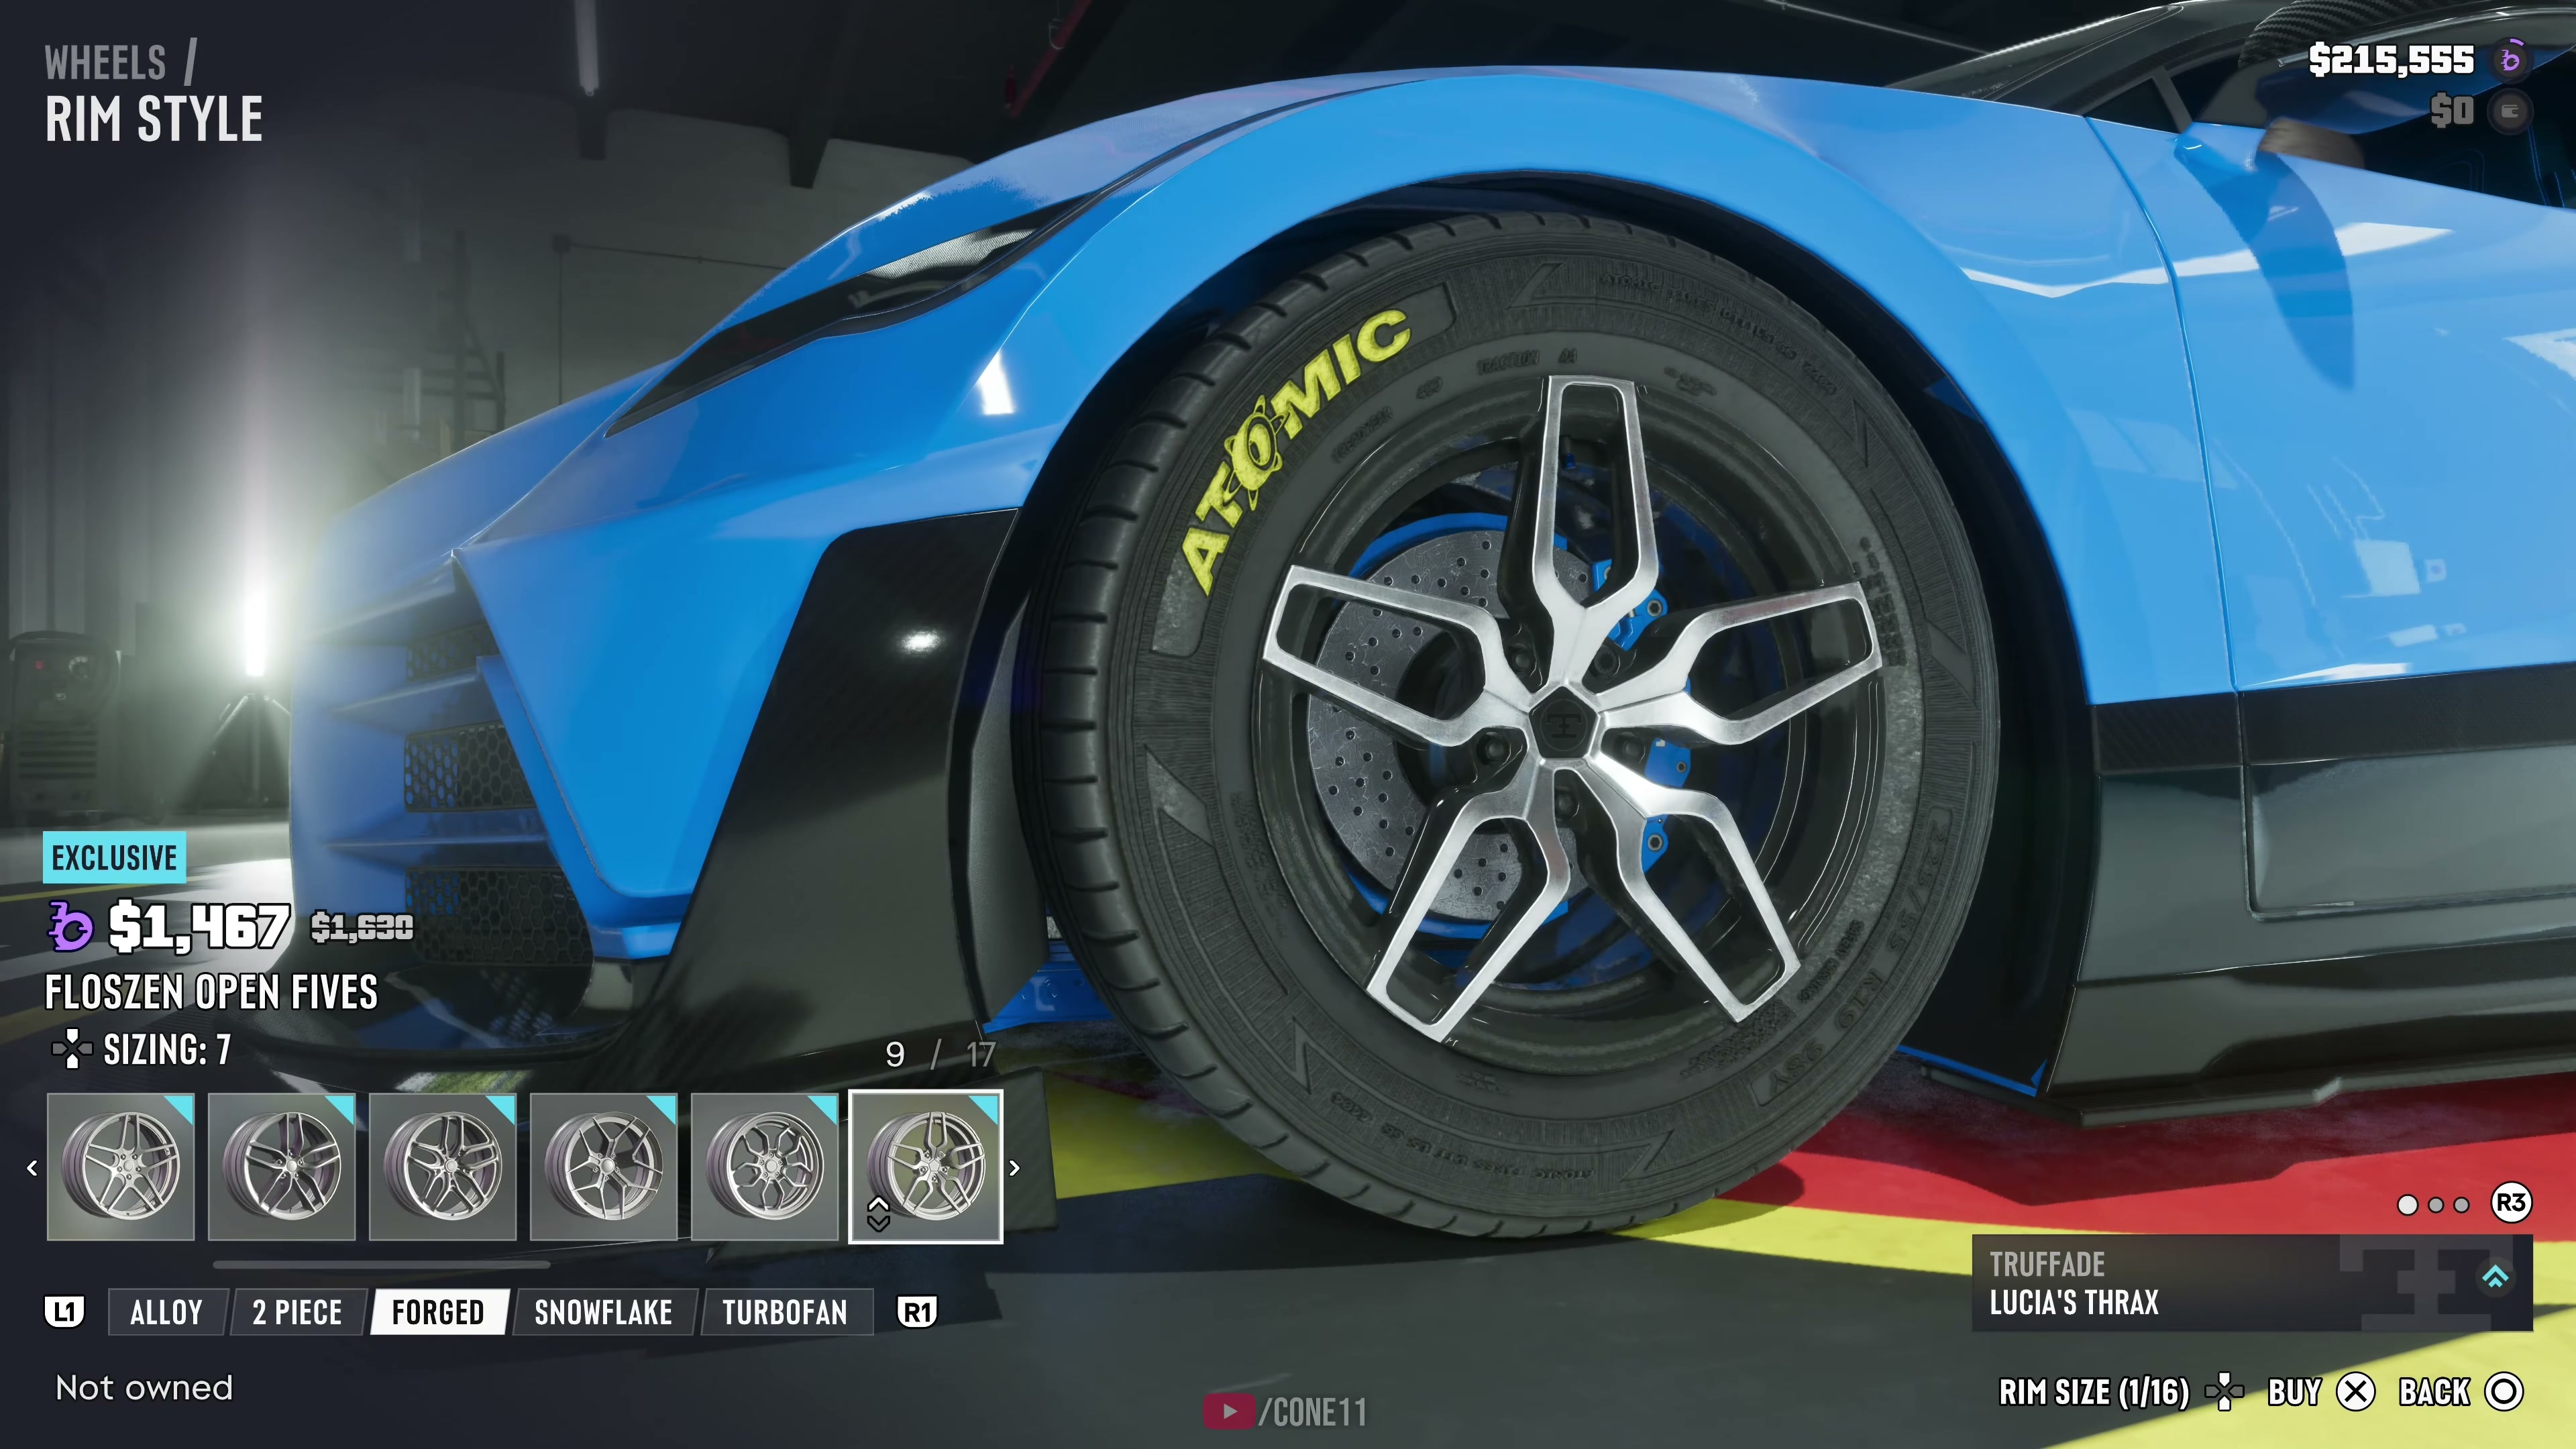 WHEELS /
RIM STYLE
$215,555
$0
ATOMIC
EXCLUSIVE
$1,467 $1,630
FLOSZEN OPEN FIVES
SIZING: 7
9 / 17
R3
L1 ALLOY 2 PIECE FORGED SNOWFLAKE TURBOFAN R1
TRUFFADE
LUCIA'S THRAX
Not owned
RIM SIZE (1/16) BUY BACK
/CONE11